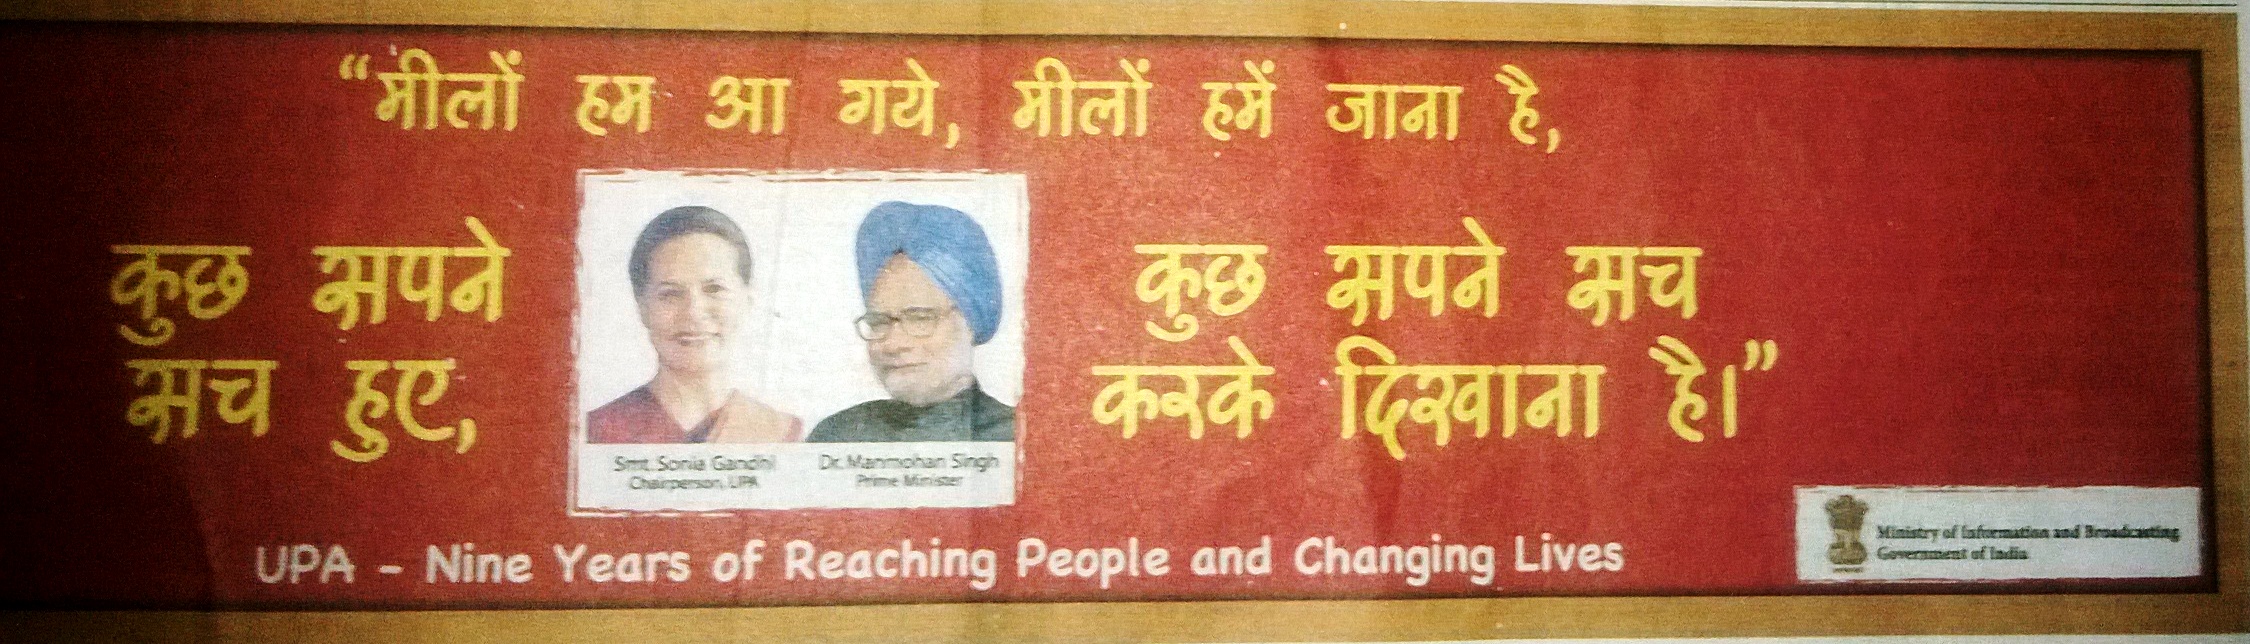 “मीलों हम आ गये, मीलों हमें जाना है,
कुछ सपने
सच हुए,
कुछ सपने सच
करके दिखाना है।”
Smt. Sonia Gandhi
Chairperson, UPA
Dr. Manmohan Singh
Prime Minister
UPA - Nine Years of Reaching People and Changing Lives
Ministry of Information and Broadcasting
Government of India